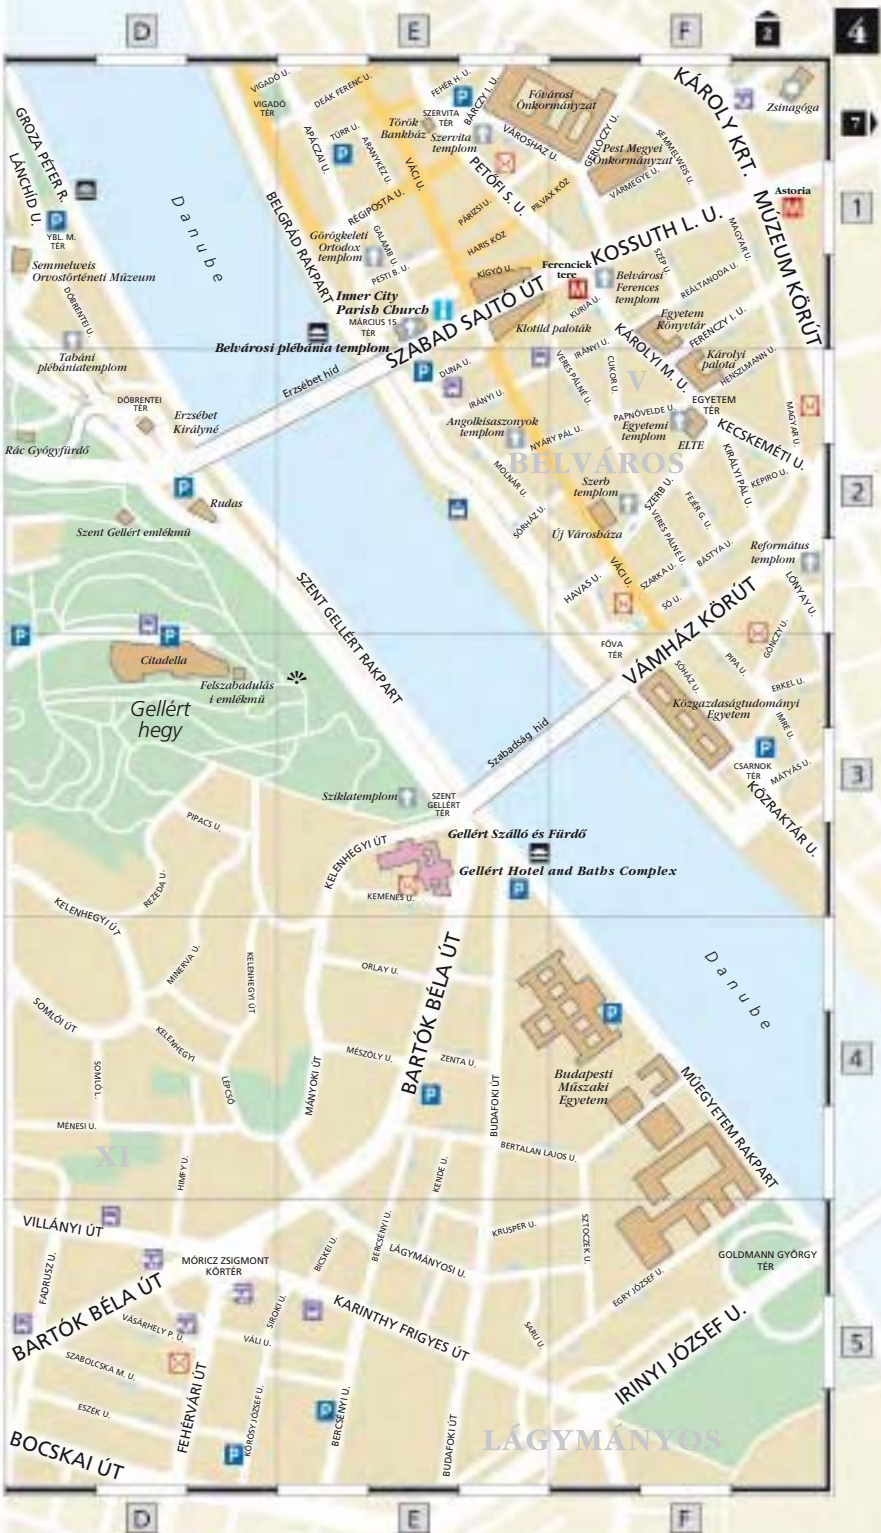 D
E
F
2
4
7
1
2
3
4
5
D
E
F
GROZA PÉTER R.
LÁNCHÍD U.
Danube
YBL. M.
TÉR
Semmelweis
Orvostörténeti Múzeum
DÖBRENTEI U.
Tabáni
plébániatemplom
DÖBRENTEI
TÉR
Erzsébet
Királyné
Rác Gyógyfürdő
Rudas
Szent Gellért emlékmű
VIGADÓ U.
VIGADÓ
TÉR
DEÁK FERENC U.
FEHÉR H. U.
BÁRCZY I. U.
SZERVITA
TÉR
Török
Bankház
Szervita
templom
Fővárosi
Önkormányzat
KÁROLY KRT.
Zsinagóga
APÁCZAI U.
TÜRR U.
ARANYKÉZ U.
VÁCI U.
VÁROSHÁZ U.
GERLÓCZY U.
SEMMELWEIS U.
Pest Megyei
Önkormányzat
VÁRMEGYE U.
PETŐFI S. U.
PILVAX KÖZ
PÁRIZSI U.
RÉGIPOSTA U.
BELGRÁD RAKPART
Görögkeleti
Ortodox
templom
GALAMB U.
PESTI B. U.
HARIS KÖZ
KÍGYÓ U.
Astoria
MÚZEUM KÖRÚT
KOSSUTH L. U.
MAGYAR U.
Ferenciek
tere
Belvárosi
Ferences
templom
SZÉP U.
REÁLTANODA U.
Inner City
Parish Church
MÁRCIUS 15
TÉR
Belvárosi plébánia templom
SZABAD SAJTÓ ÚT
Klotild paloták
KÚRIA U.
KÁROLYI M. U.
Egyetem
Könyvtár
FERENCZY I. U.
Károlyi
palota
HENSZLMANN U.
Erzsébet híd
DUNA U.
IRÁNYI U.
IRÁNYI U.
VERES PÁLNÉ U.
CUKOR U.
V
EGYETEM
TÉR
PAPNÖVELDE U.
Egyetemi
templom
ELTE
MAGYAR U.
KECSKEMÉTI U.
Angolkisaszonyok
templom
NYÁRY PÁL U.
BELVÁROS
MOLNÁR U.
SÖRHÁZ U.
Szerb
templom
SZERB U.
FEJÉR G. U.
KIRÁLYI PÁL U.
KÉPIRO U.
Új Városháza
VERES PÁLNÉ U.
BÁSTYA U.
Református
templom
LÓNYAY U.
HAVAS U.
VÁCI U.
SZARKA U.
SO U.
VÁMHÁZ KÖRÚT
FŐVÁ
TÉR
SÓHÁZ U.
PIPA U.
GÖNCZY U.
ERKEL U.
IMRE U.
Közgazdaságtudományi
Egyetem
CSARNOK
TÉR
MÁTYÁS U.
KÖZRAKTÁR U.
SZENT GELLÉRT RAKPART
Citadella
Felszabadulás
i emlékmű
Gellért
hegy
Szabadság híd
Sziklatemplom
SZENT
GELLÉRT
TÉR
Gellért Szálló és Fürdő
Gellért Hotel and Baths Complex
KELENHEGYI ÚT
KEMENES U.
PIPACS U.
REZEDA U.
KELENHEGYI ÚT
MINERVA U.
KELENHEGYI ÚT
SOMLÓI ÚT
KELENHEGYI
LÉPCSŐ
SOMLÓ L.
MÉNESI U.
XI
HIMFY U.
ORLAY U.
MÉSZÖLY U.
ZENTA U.
MÁNYOKI ÚT
BARTÓK BÉLA ÚT
BUDAFOKI ÚT
Budapesti
Műszaki
Egyetem
Danube
MŰEGYETEM RAKPART
BERTALAN LAJOS U.
KENDE U.
VILLÁNYI ÚT
FADRUSZ U.
MÓRICZ ZSIGMONT
KÖRTÉR
BICSKEI U.
BERCSÉNYI U.
LÁGYMÁNYOSI U.
KRUSPER U.
SZTOCZEK U.
EGRY JÓZSEF U.
GOLDMANN GYÖRGY
TÉR
BARTÓK BÉLA ÚT
VÁSÁRHELY P. U.
SZABOLCSKA M. U.
ESZÉK U.
BOCSKAI ÚT
FEHÉRVÁRI ÚT
SIROKI U.
VÁLI U.
KŐRÖSY JÓZSEF U.
BERCSÉNYI U.
KARINTHY FRIGYES ÚT
SARU U.
IRINYI JÓZSEF U.
BUDAFOKI ÚT
LÁGYMÁNYOS